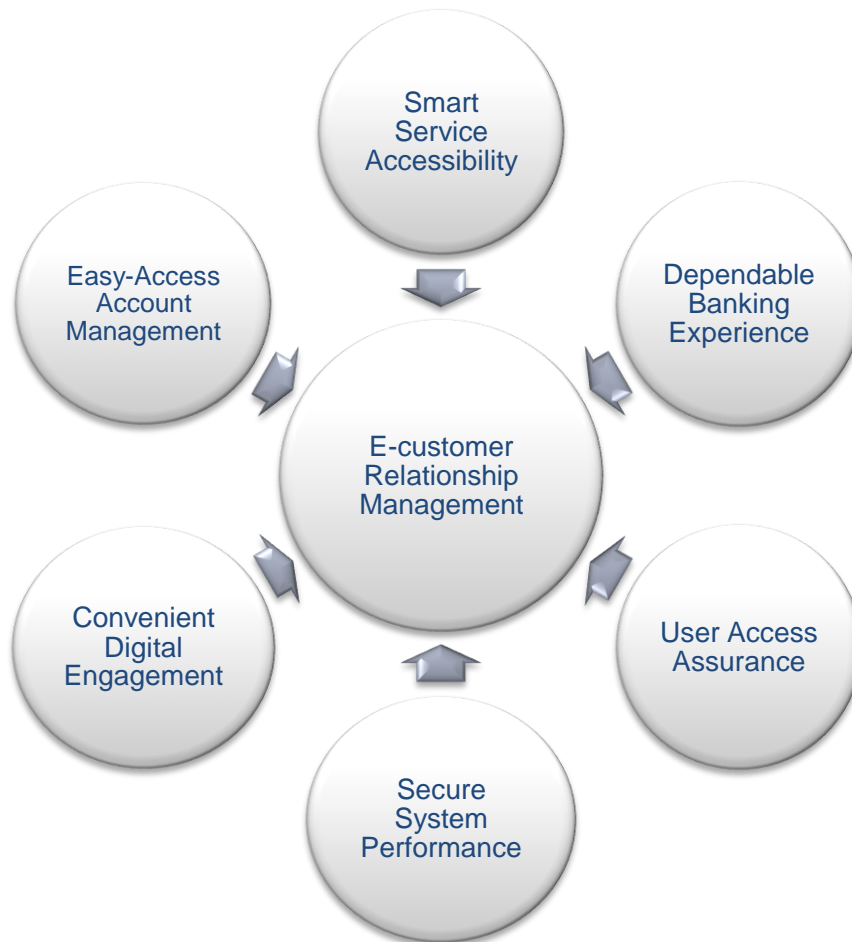 Smart
Service
Accessibility
Easy-Access
Account
Management
Dependable
Banking
Experience
E-customer
Relationship
Management
Convenient
Digital
Engagement
User Access
Assurance
Secure
System
Performance